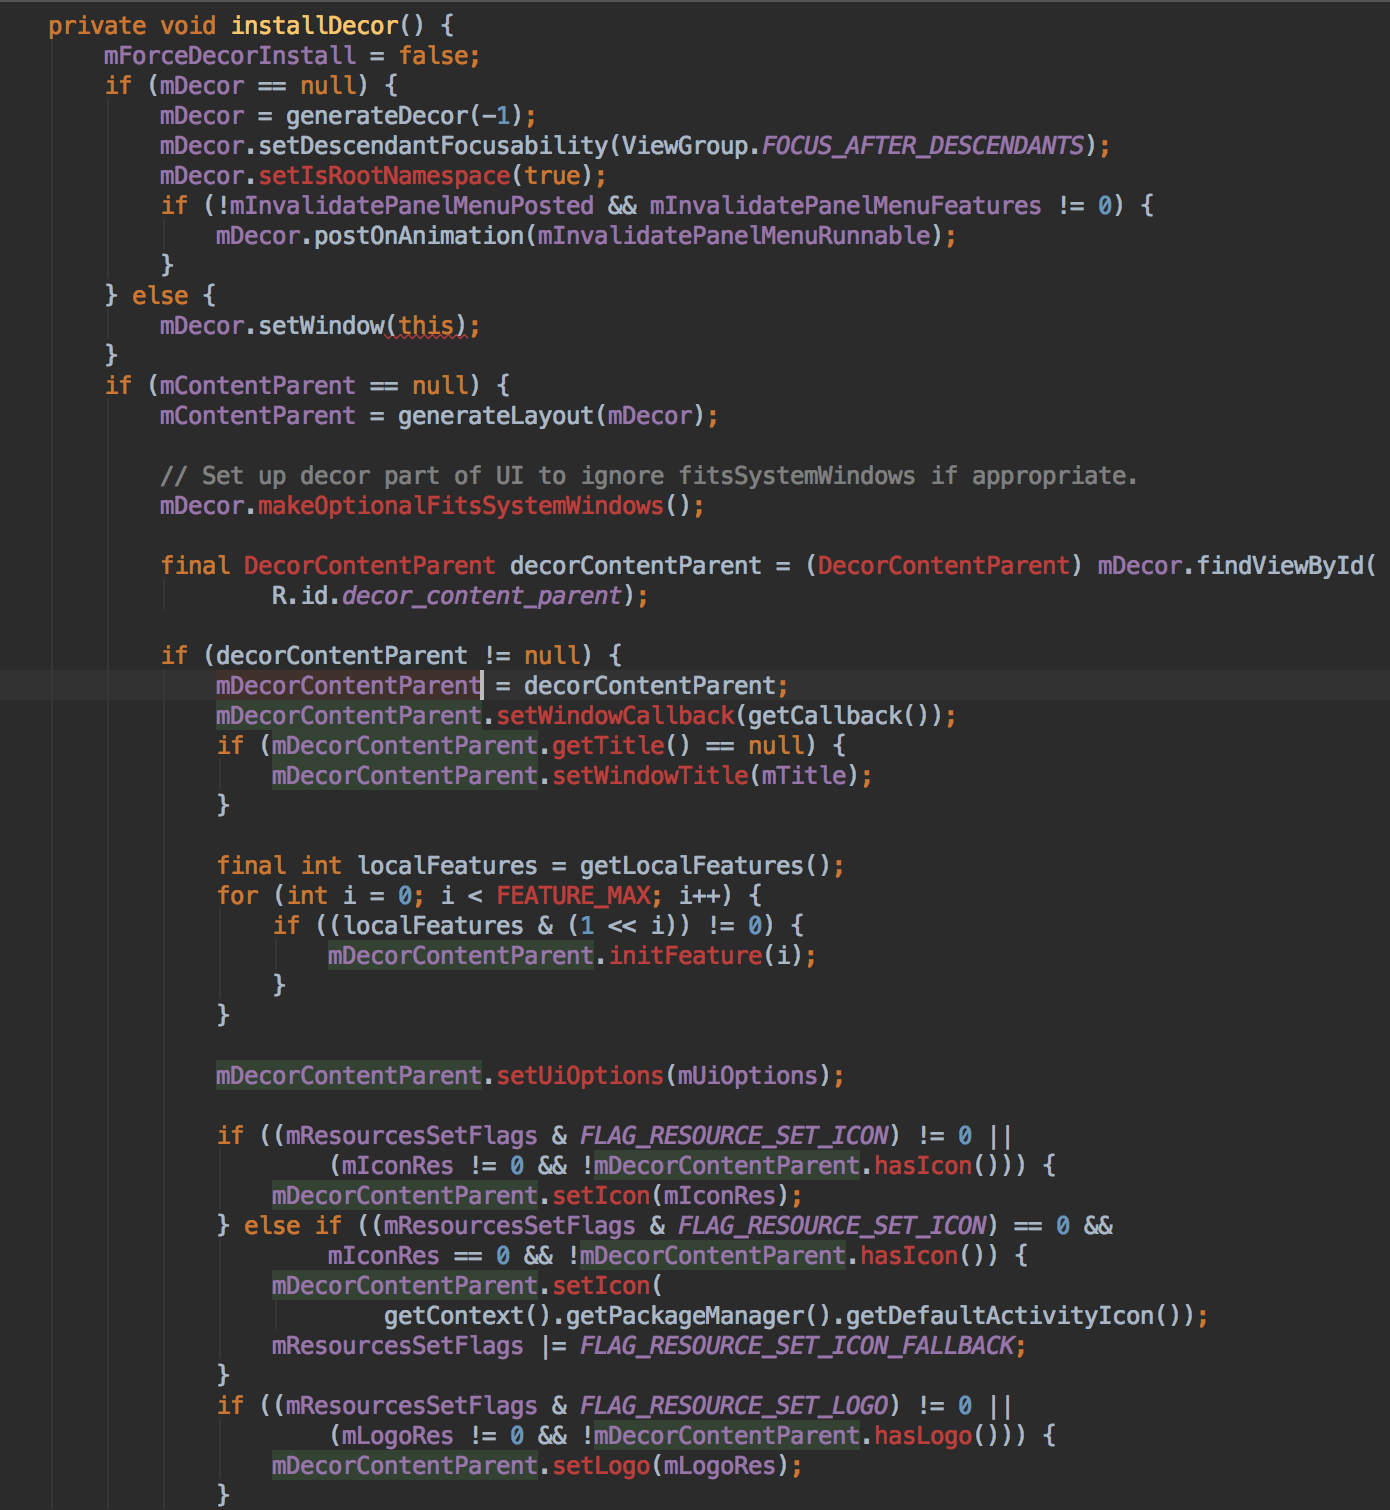 private void installDecor() {
mForceDecorInstall = false;
if (mDecor == null) {
mDecor = generateDecor(-1);
mDecor.setDescendantFocusability(ViewGroup.FOCUS_AFTER_DESCENDANTS);
mDecor.setIsRootNamespace(true);
if (!mInvalidatePanelMenuPosted && mInvalidatePanelMenuFeatures != 0) {
mDecor.postOnAnimation(mInvalidatePanelMenuRunnable);
}
} else {
mDecor.setWindow(this);
}
if (mContentParent == null) {
mContentParent = generateLayout(mDecor);
// Set up decor part of UI to ignore fitsSystemWindows if appropriate.
mDecor.makeOptionalFitsSystemWindows();
final DecorContentParent decorContentParent = (DecorContentParent) mDecor.findViewById(
R.id.decor_content_parent);
if (decorContentParent != null) {
mDecorContentParent = decorContentParent;
mDecorContentParent.setWindowCallback(getCallback());
if (mDecorContentParent.getTitle() == null) {
mDecorContentParent.setWindowTitle(mTitle);
}
final int localFeatures = getLocalFeatures();
for (int i = 0; i < FEATURE_MAX; i++) {
if ((localFeatures & (1 << i)) != 0) {
mDecorContentParent.initFeature(i);
}
}
mDecorContentParent.setUiOptions(mUiOptions);
if ((mResourcesSetFlags & FLAG_RESOURCE_SET_ICON) != 0 ||
(mIconRes != 0 && !mDecorContentParent.hasIcon())) {
mDecorContentParent.setIcon(mIconRes);
} else if ((mResourcesSetFlags & FLAG_RESOURCE_SET_ICON) == 0 &&
mIconRes == 0 && !mDecorContentParent.hasIcon()) {
mDecorContentParent.setIcon(
getContext().getPackageManager().getDefaultActivityIcon());
mResourcesSetFlags |= FLAG_RESOURCE_SET_ICON_FALLBACK;
}
if ((mResourcesSetFlags & FLAG_RESOURCE_SET_LOGO) != 0 ||
(mLogoRes != 0 && !mDecorContentParent.hasLogo())) {
mDecorContentParent.setLogo(mLogoRes);
}